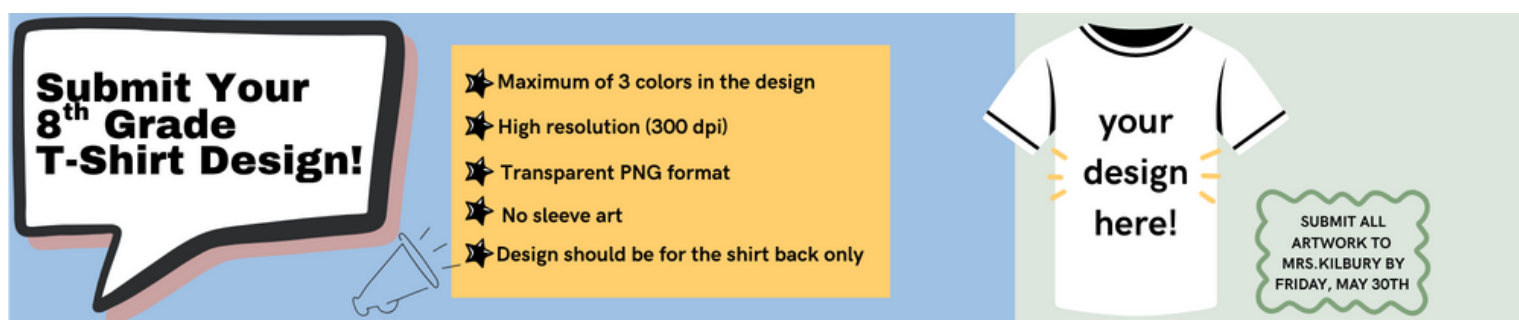 Submit Your
8th Grade
T-Shirt Design!
Maximum of 3 colors in the design
High resolution (300 dpi)
Transparent PNG format
No sleeve art
Design should be for the shirt back only
your
design
here!
SUBMIT ALL
ARTWORK TO
MRS.KILBURY BY
FRIDAY, MAY 30TH